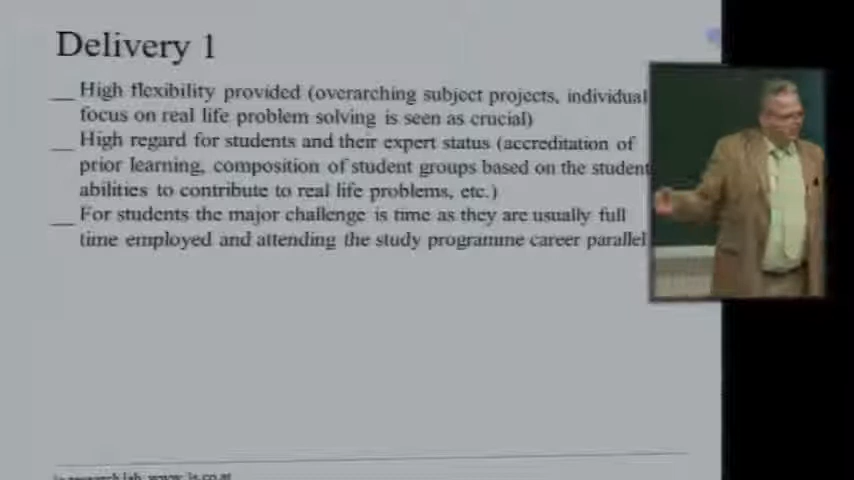 Delivery 1
__ High flexibility provided (overarching subject projects, individual
focus on real life problem solving is seen as crucial)
__ High regard for students and their expert status (accreditation of
prior learning, composition of student groups based on the student
abilities to contribute to real life problems, etc.)
__ For students the major challenge is time as they are usually full
time employed and attending the study programme career parallel